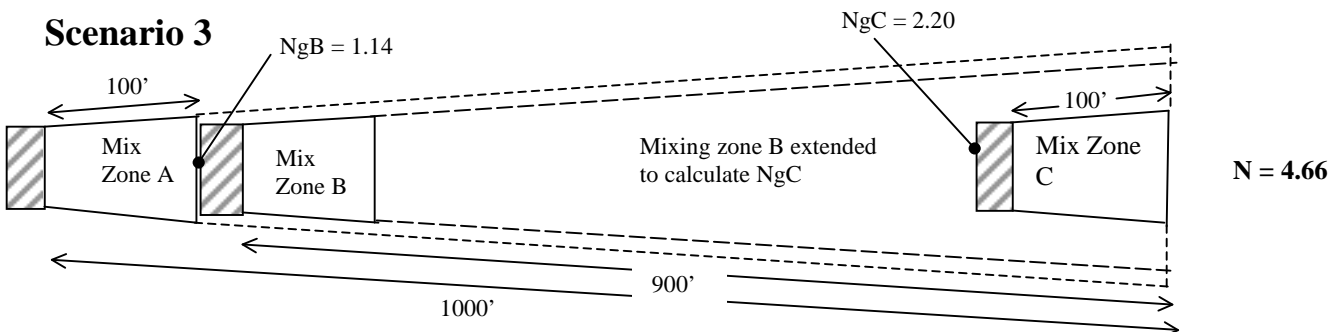 Scenario 3
NgB = 1.14
NgC = 2.20
100'
100'
Mix
Zone A
Mix
Zone B
Mixing zone B extended
to calculate NgC
Mix Zone
C
N = 4.66
900'
1000'